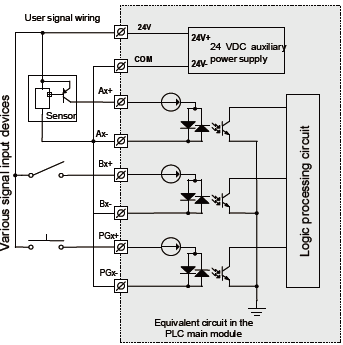 User signal wiring
24V
24V+
24 VDC auxiliary
power supply
COM
24V-
Ax+
Sensor
Ax-
Various signal input devices
Bx+
Bx-
PGx+
PGx-
Logic processing circuit
Equivalent circuit in the
PLC main module